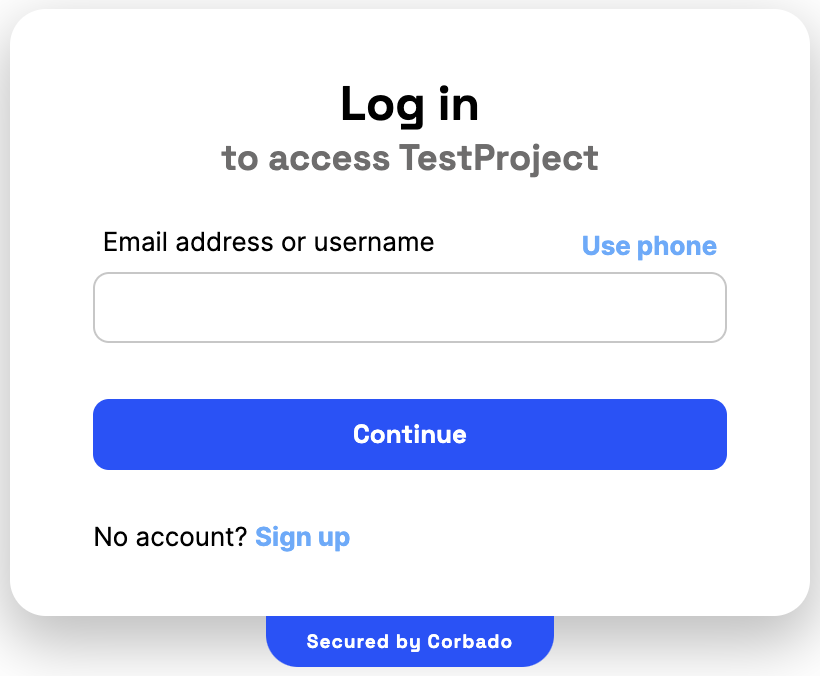 Log in
to access TestProject
Email address or username
Use phone
Continue
No account? Sign up
Secured by Corbado